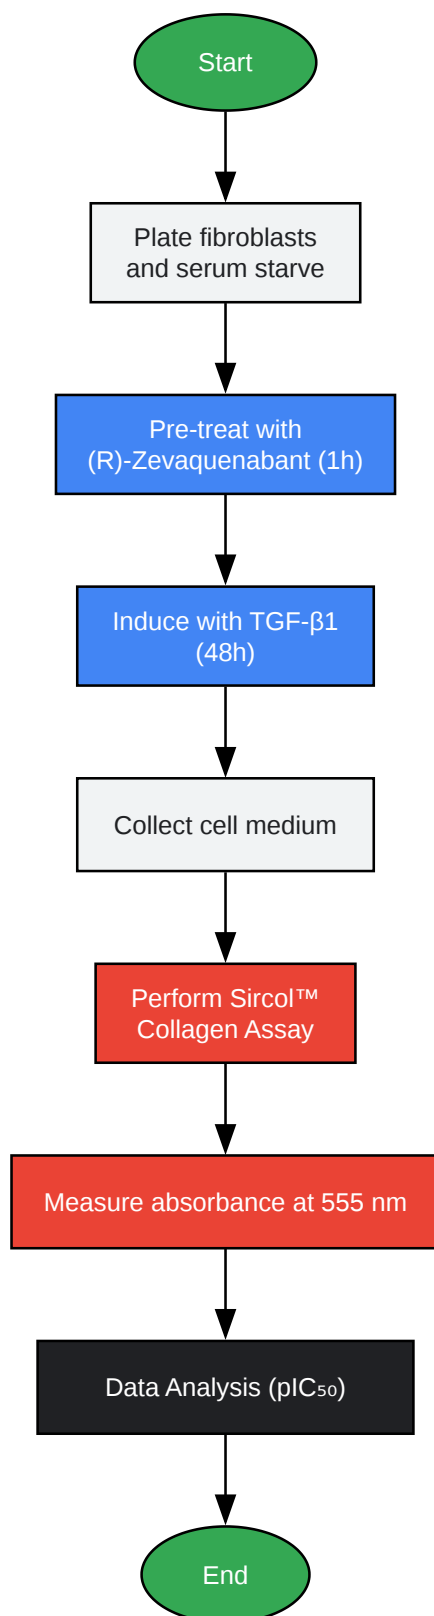 Start
Plate fibroblasts
and serum starve
Pre-treat with
(R)-Zevaquenabant (1h)
Induce with TGF-β1
(48h)
Collect cell medium
Perform Sircol™
Collagen Assay
Measure absorbance at 555 nm
Data Analysis (pIC₅₀)
End